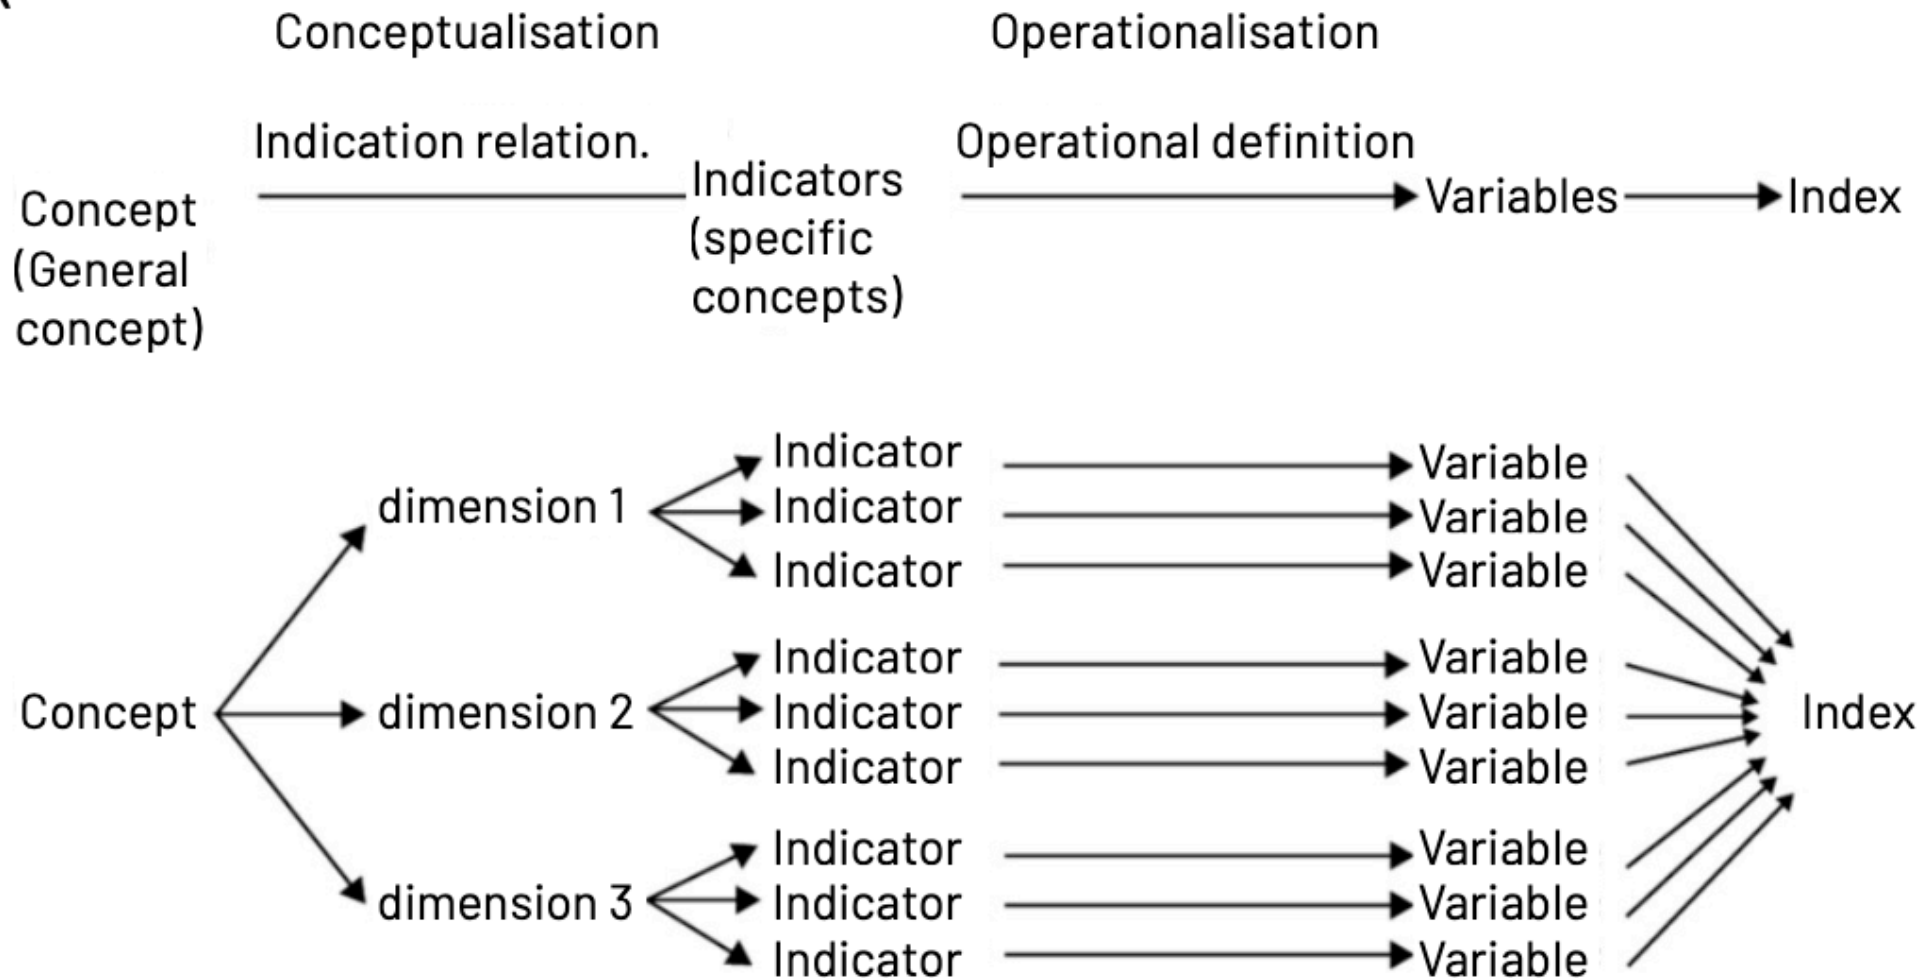 Conceptualisation Operationalisation
Indication relation. Operational definition
Concept
(General
concept)
Indicators
(specific
concepts)
Variables Index
Concept
dimension 1
Indicator Variable
Indicator Variable
Indicator Variable
dimension 2
Indicator Variable
Indicator Variable
Indicator Variable
dimension 3
Indicator Variable
Indicator Variable
Indicator Variable
Index